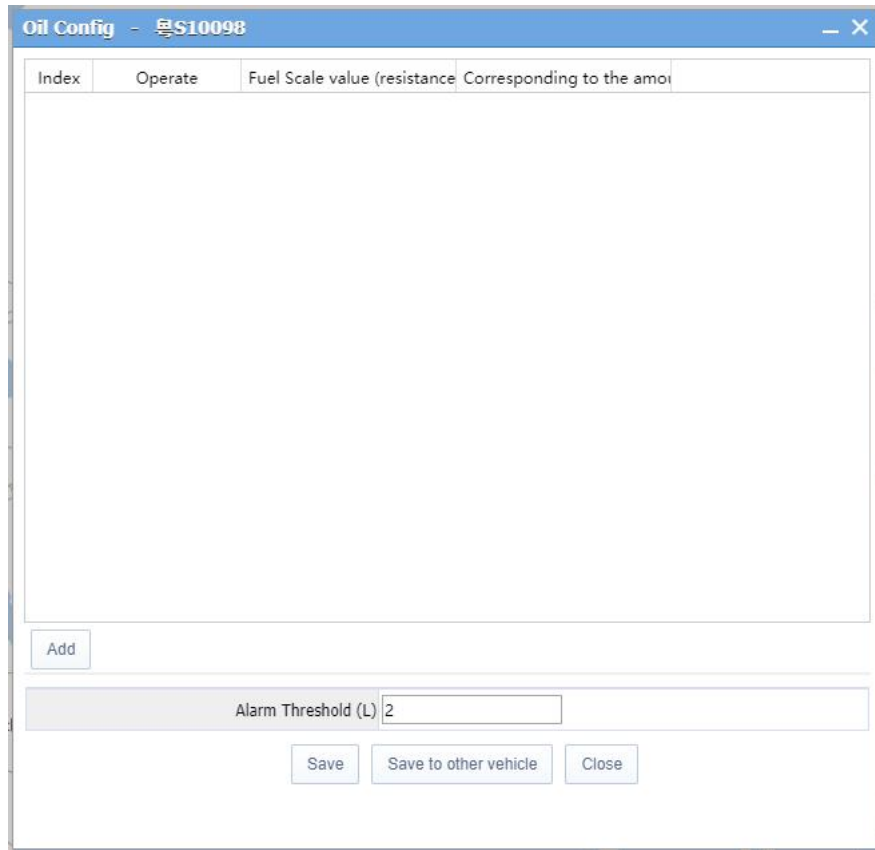 Oil Config - 粤S10098
Index Operate Fuel Scale value (resistance Corresponding to the amou
Add
Alarm Threshold (L) 2
Save Save to other vehicle Close